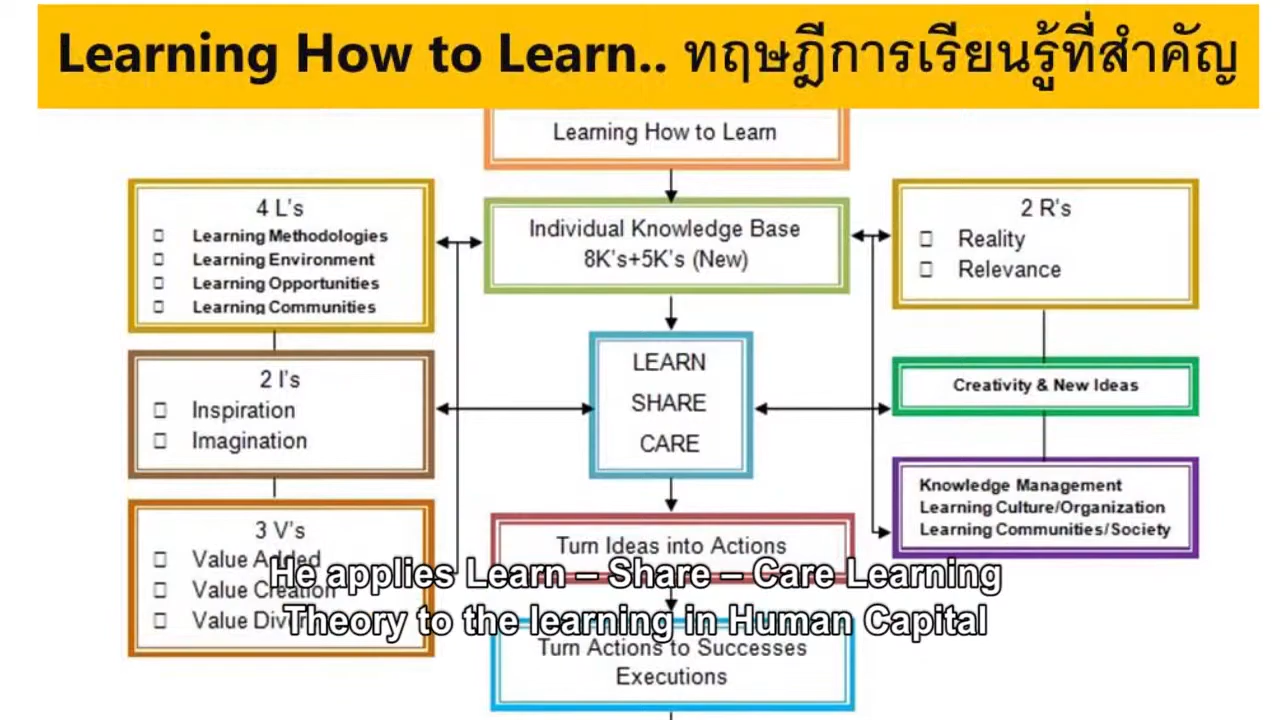 Learning How to Learn.. ทฤษฎีการเรียนรู้ที่สำคัญ
Learning How to Learn
4 L's
Learning Methodologies
Learning Environment
Learning Opportunities
Learning Communities
Individual Knowledge Base
8K's+5K's (New)
2 R's
Reality
Relevance
2 I's
Inspiration
Imagination
LEARN
SHARE
CARE
Creativity & New Ideas
Knowledge Management
Learning Culture/Organization
Learning Communities/Society
3 V's
Value Added
Value Creation
Value
Turn Ideas into Actions
He applies Learn – Share – Care Learning
Theory to the learning in Human Capital
Turn Actions to Successes
Executions